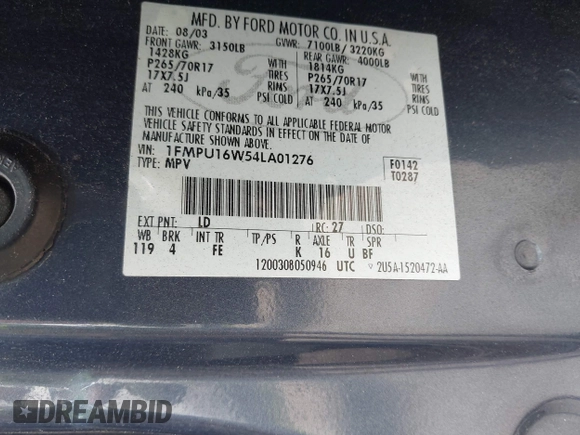 MFD. BY FORD MOTOR CO. IN U.S.A.
DATE: 08/03 GVWR: 7100LB/ 3220KG
FRONT GAWR: 3150LB REAR GAWR: 4000LB
1428KG WITH 1814KG WITH
P265/70R17 TIRES P265/70R17 TIRES
17X7.5J RIMS 17X7.5J RIMS
AT 240 kPa/35 PSI COLD AT 240 kPa/35 PSI COLD
THIS VEHICLE CONFORMS TO ALL APPLICABLE FEDERAL MOTOR
VEHICLE SAFETY STANDARDS IN EFFECT ON THE DATE OF
MANUFACTURE SHOWN ABOVE.
VIN: 1FMPU16W54LA01276
TYPE: MPV
F0142
T0287
EXT PNT: LD RC: 27 DSO:
WB BRK INT TR TP/PS R AXLE TR SPR
119 4 FE K 16 U BF
1200308050946 UTC 2U5A-1520472-AA
Ford
DREAMBID